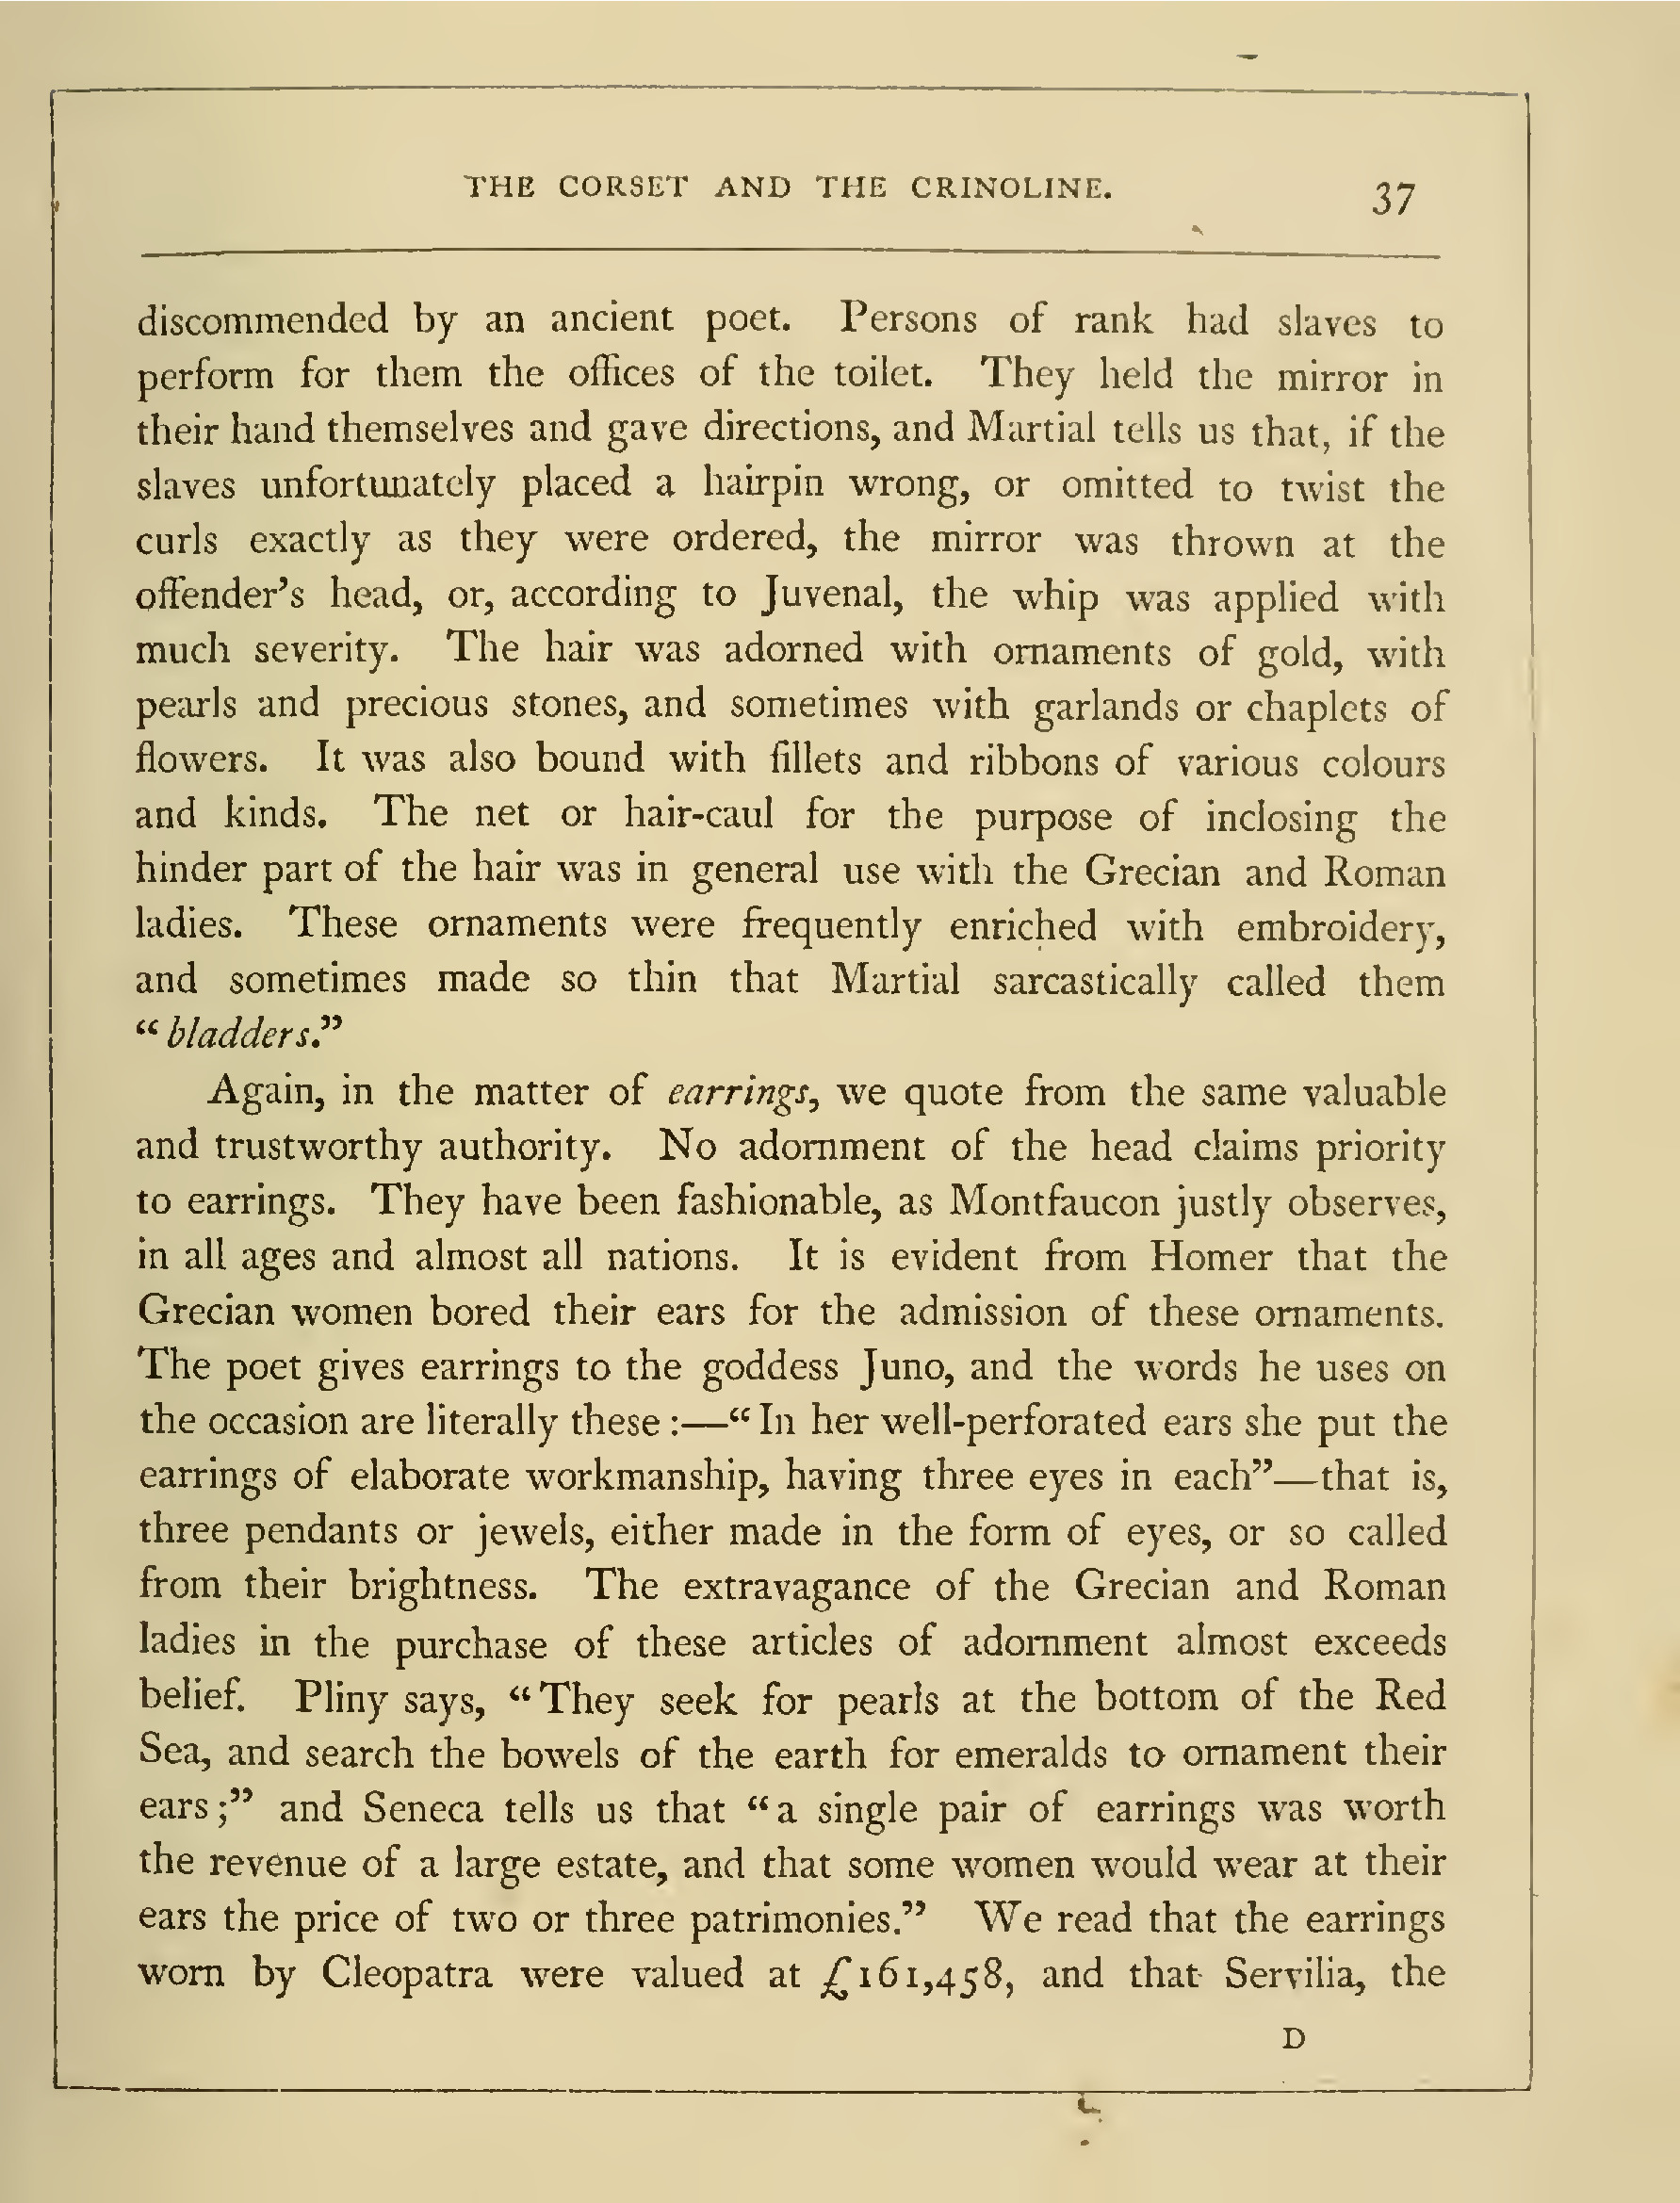 THE CORSET AND THE CRINOLINE. 37
discommended by an ancient poet. Persons of rank had slaves to
perform for them the offices of the toilet. They held the mirror in
their hand themselves and gave directions, and Martial tells us that, if the
slaves unfortunately placed a hairpin wrong, or omitted to twist the
curls exactly as they were ordered, the mirror was thrown at the
offender's head, or, according to Juvenal, the whip was applied with
much severity. The hair was adorned with ornaments of gold, with
pearls and precious stones, and sometimes with garlands or chaplets of
flowers. It was also bound with fillets and ribbons of various colours
and kinds. The net or hair-caul for the purpose of inclosing the
hinder part of the hair was in general use with the Grecian and Roman
ladies. These ornaments were frequently enriched with embroidery,
and sometimes made so thin that Martial sarcastically called them
“bladders.”
Again, in the matter of earrings, we quote from the same valuable
and trustworthy authority. No adornment of the head claims priority
to earrings. They have been fashionable, as Montfaucon justly observes,
in all ages and almost all nations. It is evident from Homer that the
Grecian women bored their ears for the admission of these ornaments.
The poet gives earrings to the goddess Juno, and the words he uses on
the occasion are literally these:—“In her well-perforated ears she put the
earrings of elaborate workmanship, having three eyes in each”—that is,
three pendants or jewels, either made in the form of eyes, or so called
from their brightness. The extravagance of the Grecian and Roman
ladies in the purchase of these articles of adornment almost exceeds
belief. Pliny says, “They seek for pearls at the bottom of the Red
Sea, and search the bowels of the earth for emeralds to ornament their
ears;” and Seneca tells us that “a single pair of earrings was worth
the revenue of a large estate, and that some women would wear at their
ears the price of two or three patrimonies.” We read that the earrings
worn by Cleopatra were valued at £161,458, and that Servilia, the
D